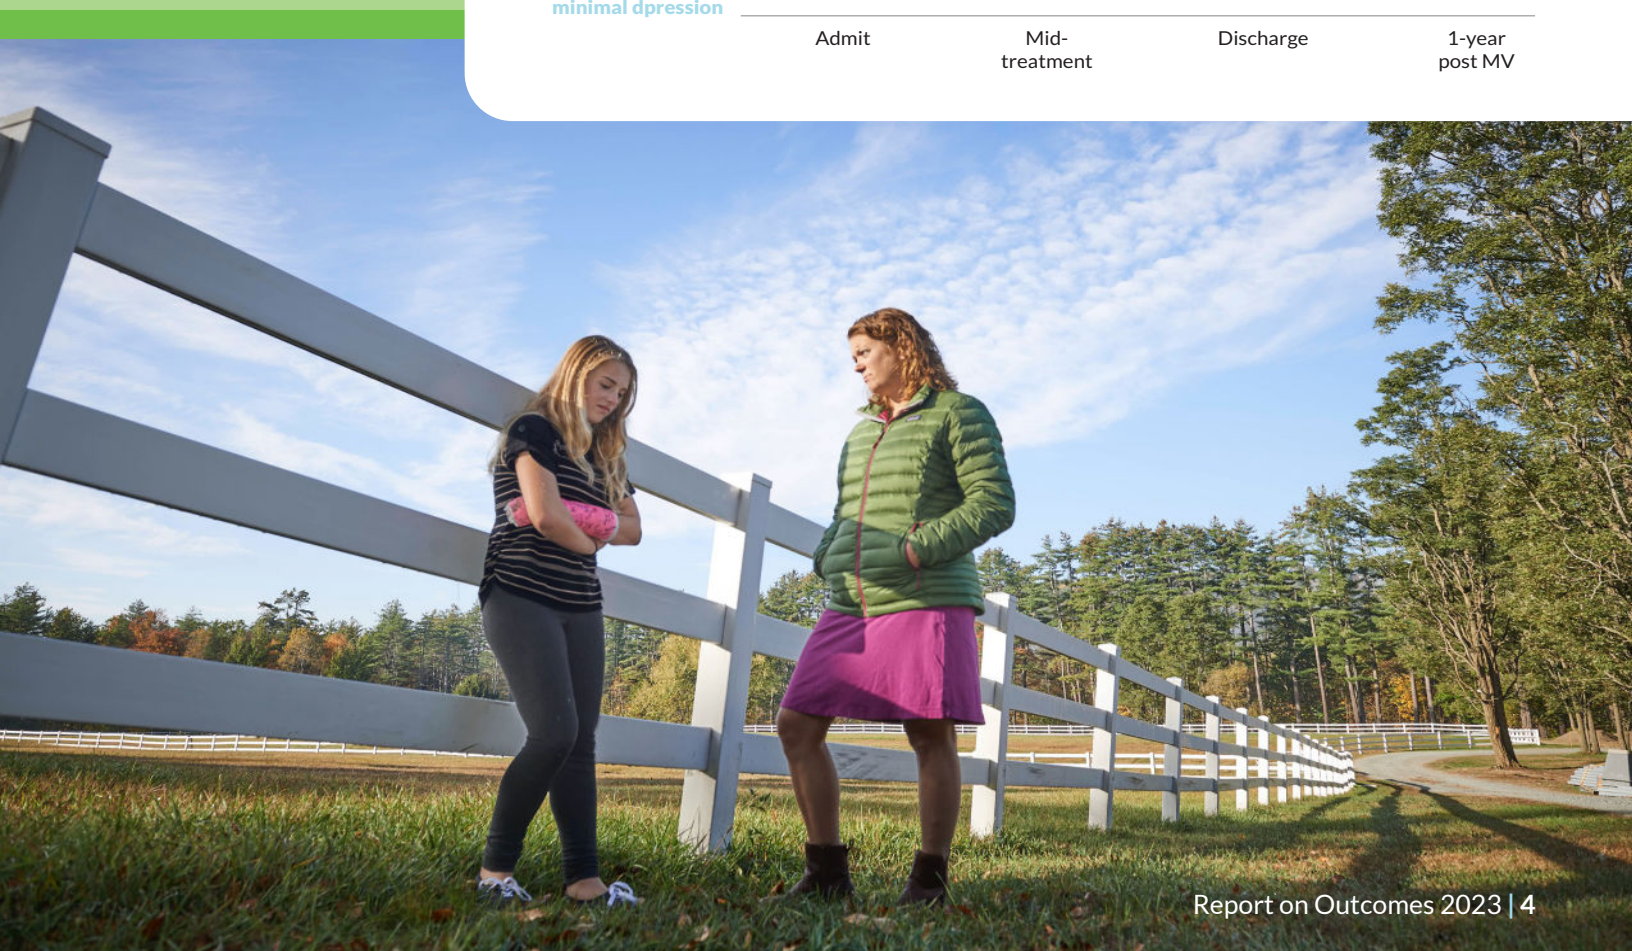 minimal dpression
Admit
Mid-
treatment
Discharge
1-year
post MV
Report on Outcomes 2023 | 4